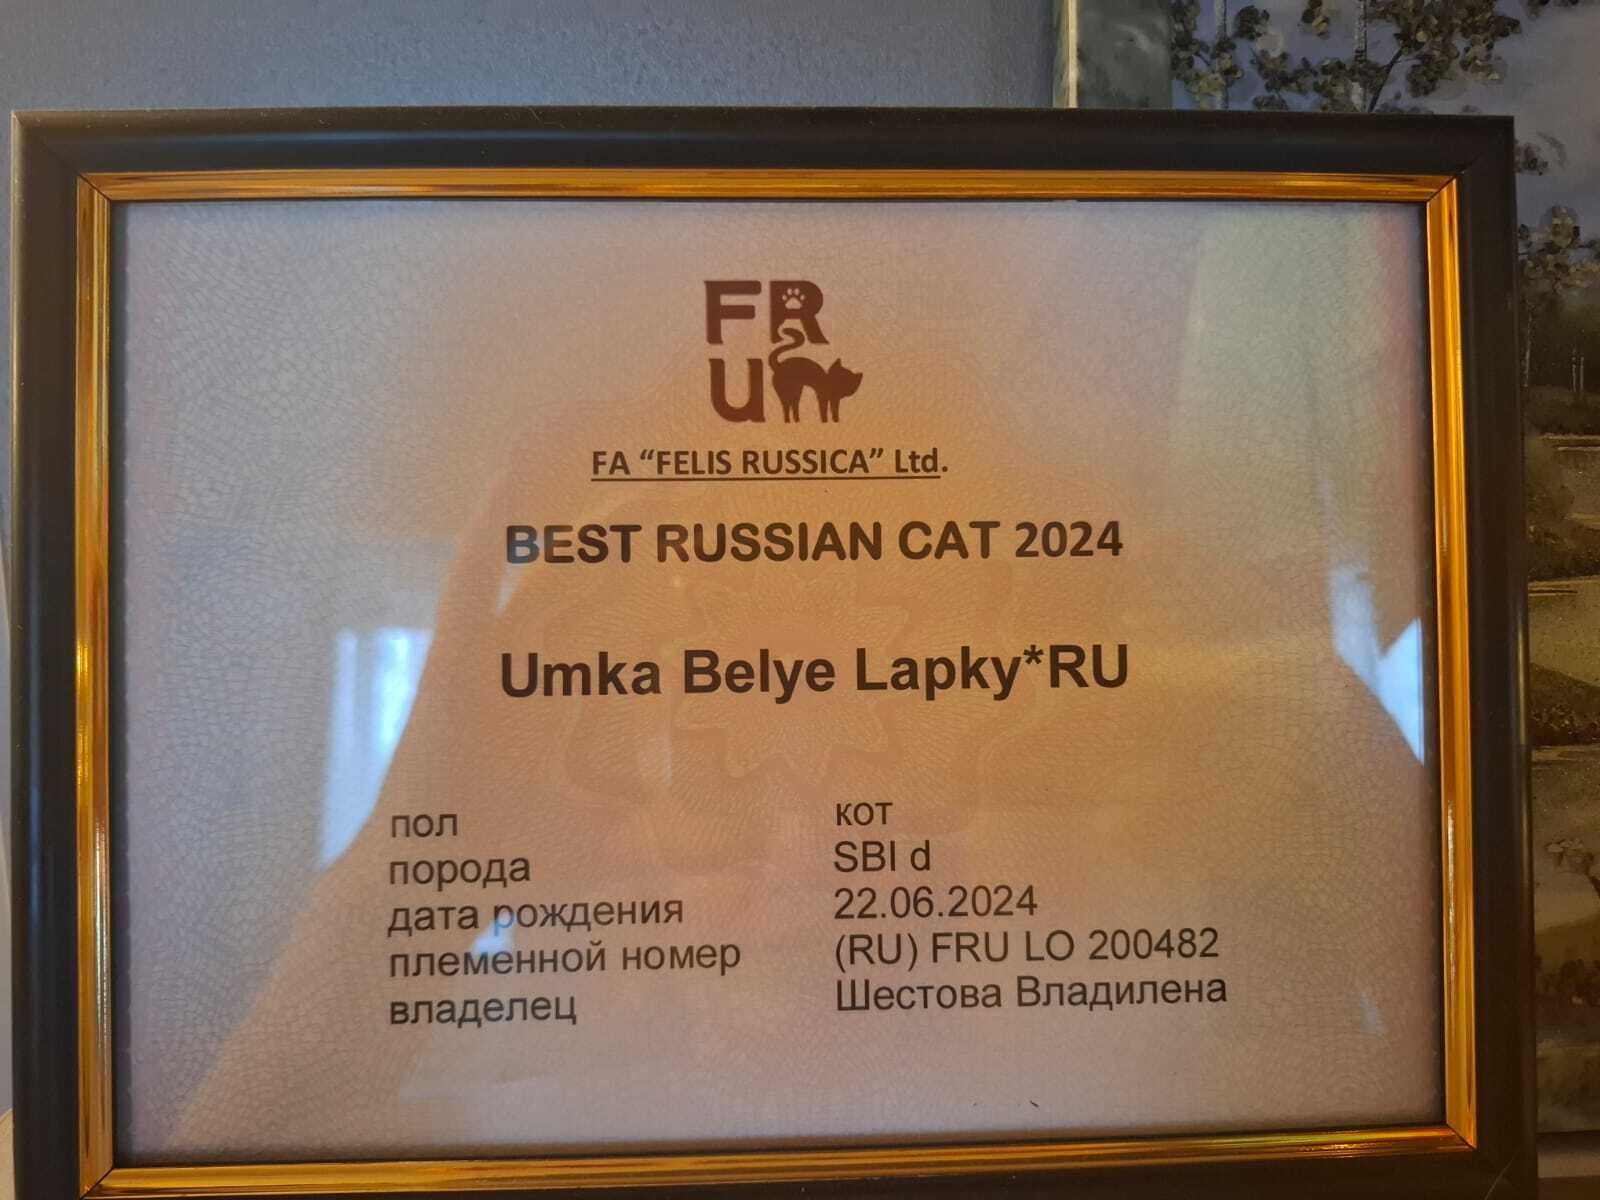 FR
U
FA “FELIS RUSSICA” Ltd.
BEST RUSSIAN CAT 2024
Umka Belye Lapky*RU
пол кот
порода SBI d
дата рождения 22.06.2024
племенной номер (RU) FRU LO 200482
владелец Шестова Владилена